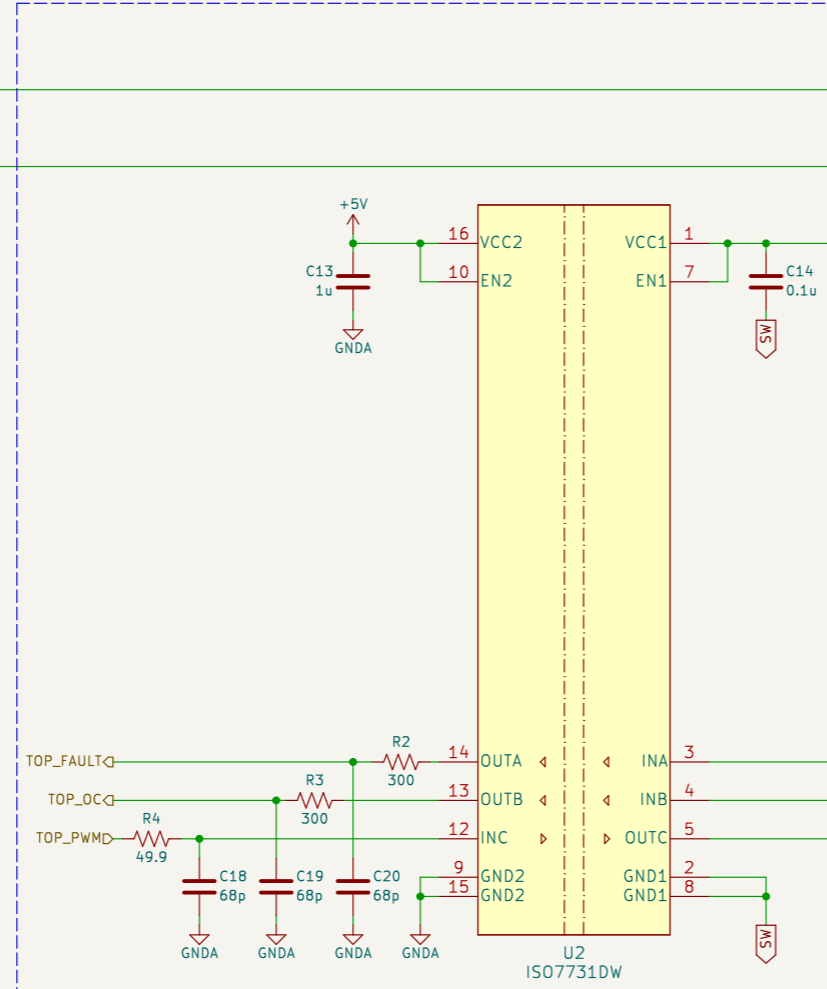 +5V
16 VCC2
VCC1 1
C13
1u
10 EN2
EN1 7
C14
0.1u
GNDA
SW
TOP_FAULT
R2
300
14 OUTA
INA 3
TOP_OC
R3
300
13 OUTB
INB 4
TOP_PWM
R4
49.9
12 INC
OUTC 5
C18
68p
C19
68p
C20
68p
9 GND2
15 GND2
GND1 2
GND1 8
GNDA
GNDA
GNDA
GNDA
SW
U2
ISO7731DW